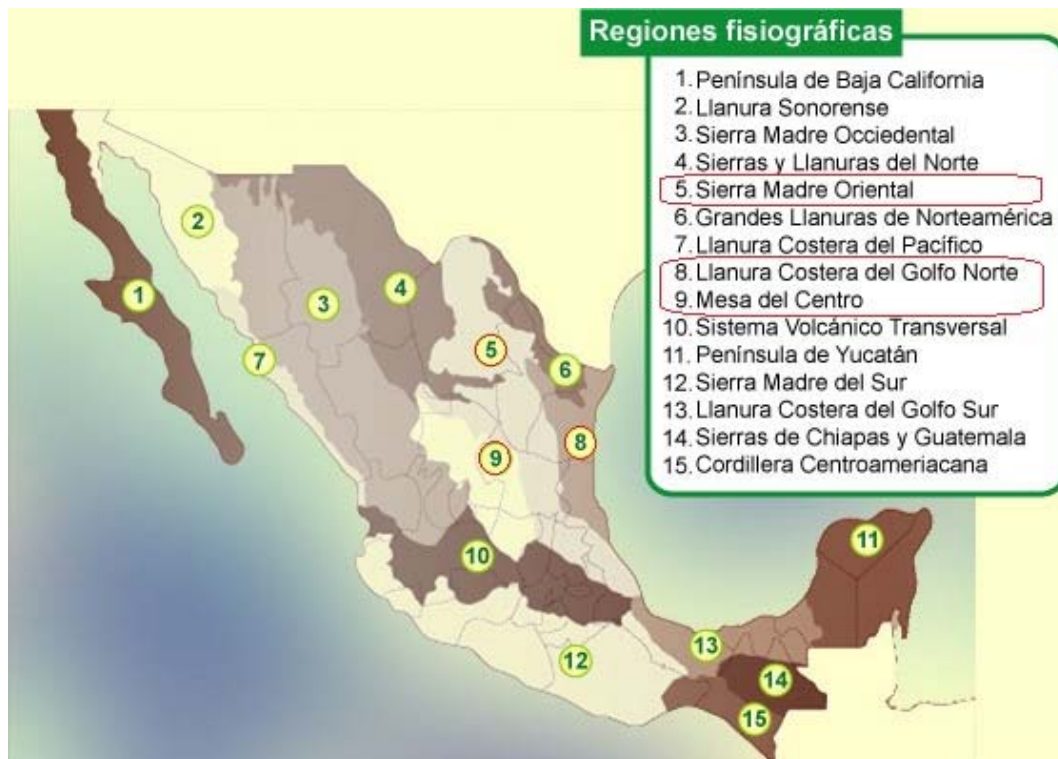 Regiones fisiográficas
1. Península de Baja California
2. Llanura Sonorense
3. Sierra Madre Occiedental
4. Sierras y Llanuras del Norte
5. Sierra Madre Oriental
6. Grandes Llanuras de Norteamérica
7. Llanura Costera del Pacífico
8. Llanura Costera del Golfo Norte
9. Mesa del Centro
10. Sistema Volcánico Transversal
11. Península de Yucatán
12. Sierra Madre del Sur
13. Llanura Costera del Golfo Sur
14. Sierras de Chiapas y Guatemala
15. Cordillera Centroameriacana
2
1
3
4
5
7
6
8
9
10
11
12
13
14
15